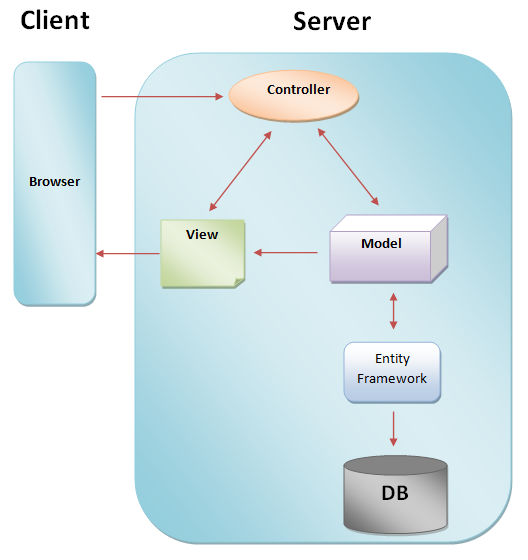 Client
Server
Controller
Browser
View
Model
Entity
Framework
DB